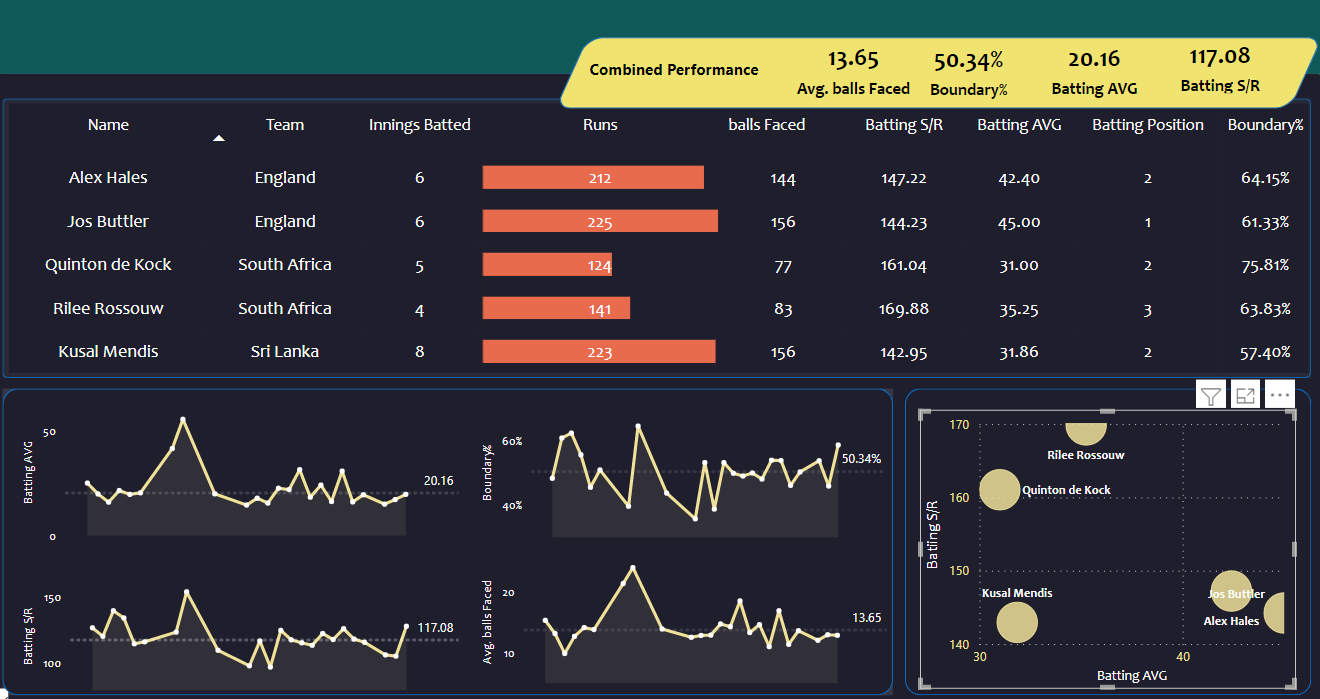 Combined Performance
13.65 50.34% 20.16 117.08
Avg. balls Faced Boundary% Batting AVG Batting S/R
Name Team Innings Batted Runs balls Faced Batting S/R Batting AVG Batting Position Boundary%
Alex Hales England 6 212 144 147.22 42.40 2 64.15%
Jos Buttler England 6 225 156 144.23 45.00 1 61.33%
Quinton de Kock South Africa 5 124 77 161.04 31.00 2 75.81%
Rilee Rossouw South Africa 4 141 83 169.88 35.25 3 63.83%
Kusal Mendis Sri Lanka 8 223 156 142.95 31.86 2 57.40%
Batting AVG
50
0
20.16
Boundary%
60%
40%
50.34%
Batting S/R
150
100
117.08
Avg. balls Faced
20
10
13.65
Batiing S/R
170
160
150
140
Rilee Rossouw
Quinton de Kock
Kusal Mendis
Jos Buttler
Alex Hales
30 40
Batting AVG